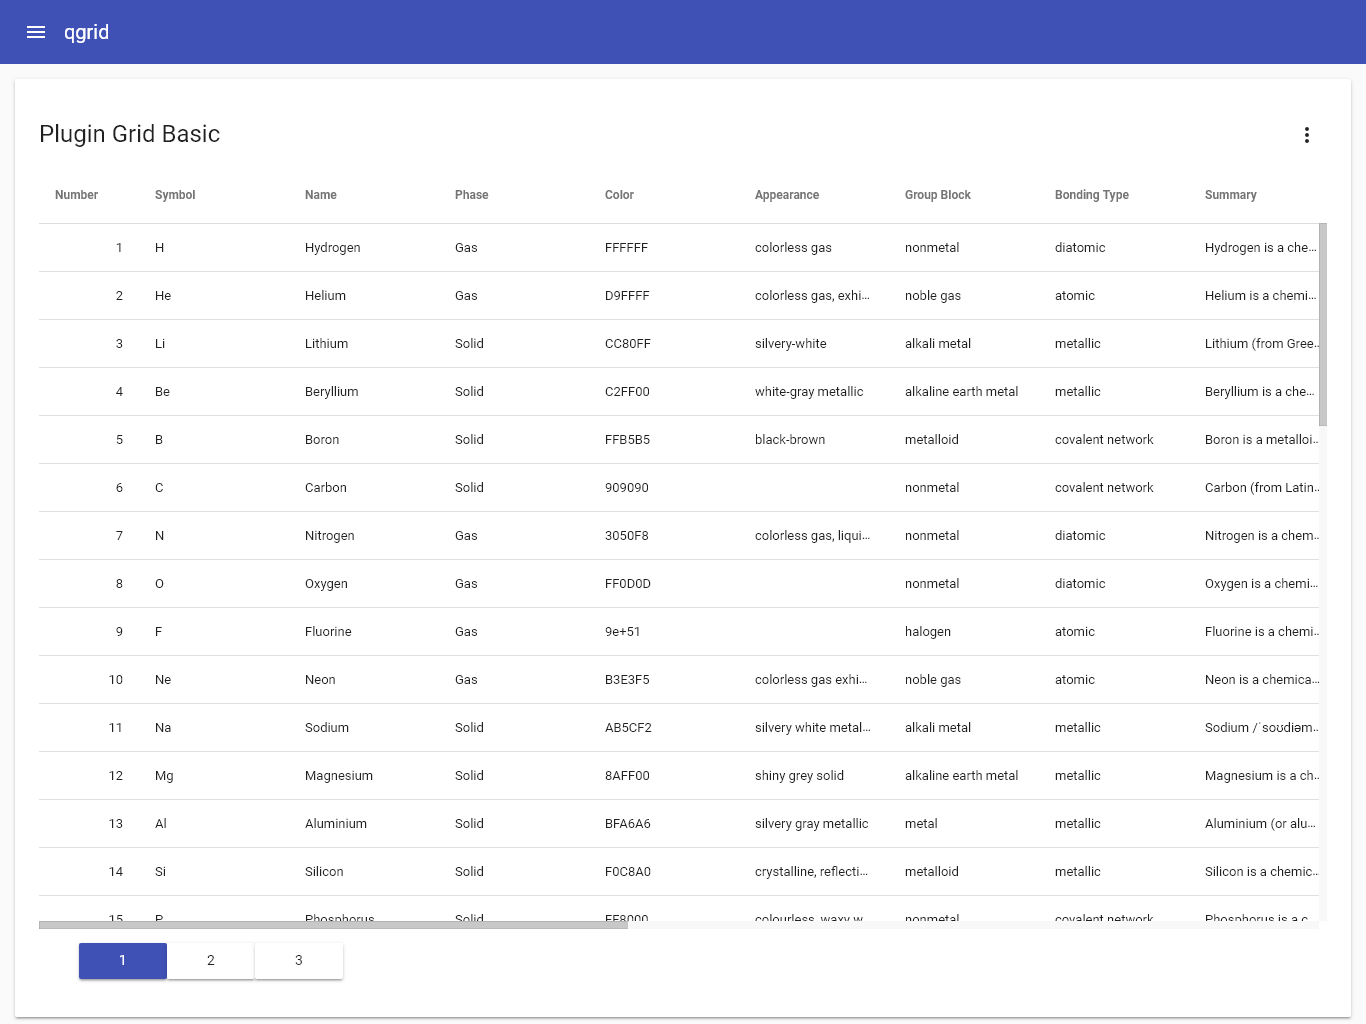 qgrid
Plugin Grid Basic
Number Symbol Name Phase Color Appearance Group Block Bonding Type Summary
1 H Hydrogen Gas FFFFFF colorless gas nonmetal diatomic Hydrogen is a che...
2 He Helium Gas D9FFFF colorless gas, exhi... noble gas atomic Helium is a chemi...
3 Li Lithium Solid CC80FF silvery-white alkali metal metallic Lithium (from Gree...
4 Be Beryllium Solid C2FF00 white-gray metallic alkaline earth metal metallic Beryllium is a che...
5 B Boron Solid FFB5B5 black-brown metalloid covalent network Boron is a metalloi...
6 C Carbon Solid 909090 nonmetal covalent network Carbon (from Latin...
7 N Nitrogen Gas 3050F8 colorless gas, liqui... nonmetal diatomic Nitrogen is a chem...
8 O Oxygen Gas FF0D0D nonmetal diatomic Oxygen is a chemi...
9 F Fluorine Gas 9e+51 halogen atomic Fluorine is a chemi...
10 Ne Neon Gas B3E3F5 colorless gas exhi... noble gas atomic Neon is a chemica...
11 Na Sodium Solid AB5CF2 silvery white metal... alkali metal metallic Sodium /ˈsoʊdiəm...
12 Mg Magnesium Solid 8AFF00 shiny grey solid alkaline earth metal metallic Magnesium is a ch...
13 Al Aluminium Solid BFA6A6 silvery gray metallic metal metallic Aluminium (or alu...
14 Si Silicon Solid F0C8A0 crystalline, reflecti... metalloid metallic Silicon is a chemic...
15 P Phosphorus Solid FF8000 colourless, waxy w... nonmetal covalent network Phosphorus is a c...
1 2 3